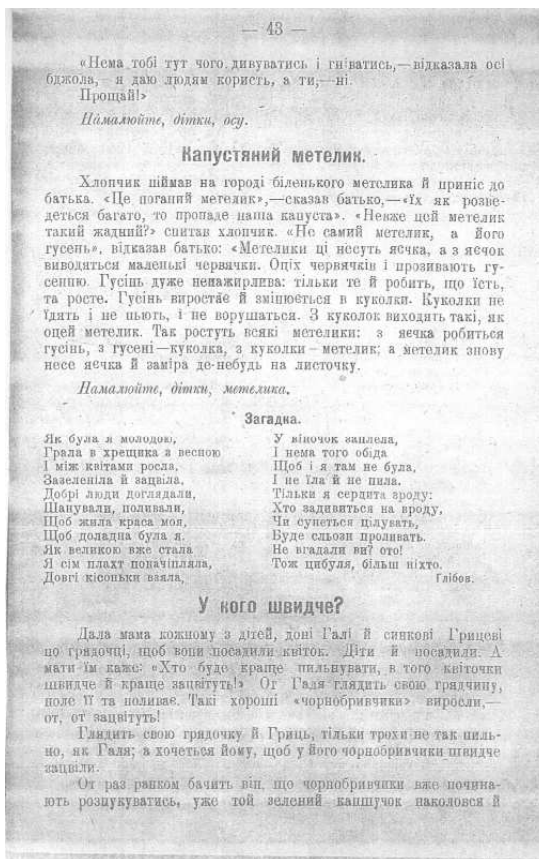 — 43 —
«Нема тобі тут чого дивуватись і гніватись,—відказала осі
бджола,—я даю людям користь, а ти,—ні.
Прощай!»
Намалюйте, дітки, осу.
Капустяний метелик.
Хлопчик піймав на городі біленького метелика й приніс до
батька. «Це поганий метелик»,—сказав батько,—«їх як розве-
деться багато, то пропаде наша капуста». «Невже цей метелик
такий жадний?» спитав хлопчик. «Не самий метелик, а його
гусень», відказав батько: «Метелики ці несуть яєчка, а з яєчок
виводяться маленькі червячки. Оціх червячків і прозивають гу-
сенню. Гусінь дуже ненажирлива: тільки те й робить, що їсть,
та росте. Гусінь виростає й змінюється в куколки. Куколки не
їдять і не пьють, і не ворушаться. З куколок виходять такі, як
оцей метелик. Так ростуть всякі метелики: з яєчка робиться
гусінь, з гусені—куколка, з куколки—метелик; а метелик знову
несе яєчка й заміра де-небудь на листочку.
Намалюйте, дітки, метелика.
Загадка.
Як була я молодою,
Грала в хрещика з весною
І між квітами росла,
Зазеленіла й зацвіла,
Добрі люди доглядали,
Шанували, поливали,
Щоб жила краса моя,
Щоб доладна була я.
Як великою вже стала
Я сім плахт поначіпляла,
Довгі кісоньки взяла,
У віночок заплела,
І нема того обіда
Щоб і я там не була,
І не їла й не пила.
Тільки я сердита зроду:
Хто задивиться на вроду,
Чи сунеться цілувать,
Буде сльози проливать.
Не вгадали ви? ото!
Тож цибуля, більш ніхто.
Глібов.
У кого швидче?
Дала мама кожному з дітей, доні Галі й синкові Грицеві
по грядочці, щоб вони посадили квіток. Діти й посадили. А
мати їм каже: «Хто буде краще пильнувати, в того квіточки
швидче й краще зацвітуть!» От Галя глядить свою грядчину,
поле її та поливає. Такі хороші «чорнобривчики» виросли,—
от, от зацвітуть!
Глядить свою грядочку й Гриць, тільки трохи не так пиль-
но, як Галя; а хочеться йому, щоб у його чорнобривчики швидче
зацвіли.
От раз ранком бачить він, що чорнобривчики вже почина-
ють розпукуватись, уже той зелений капшучок наколовся й